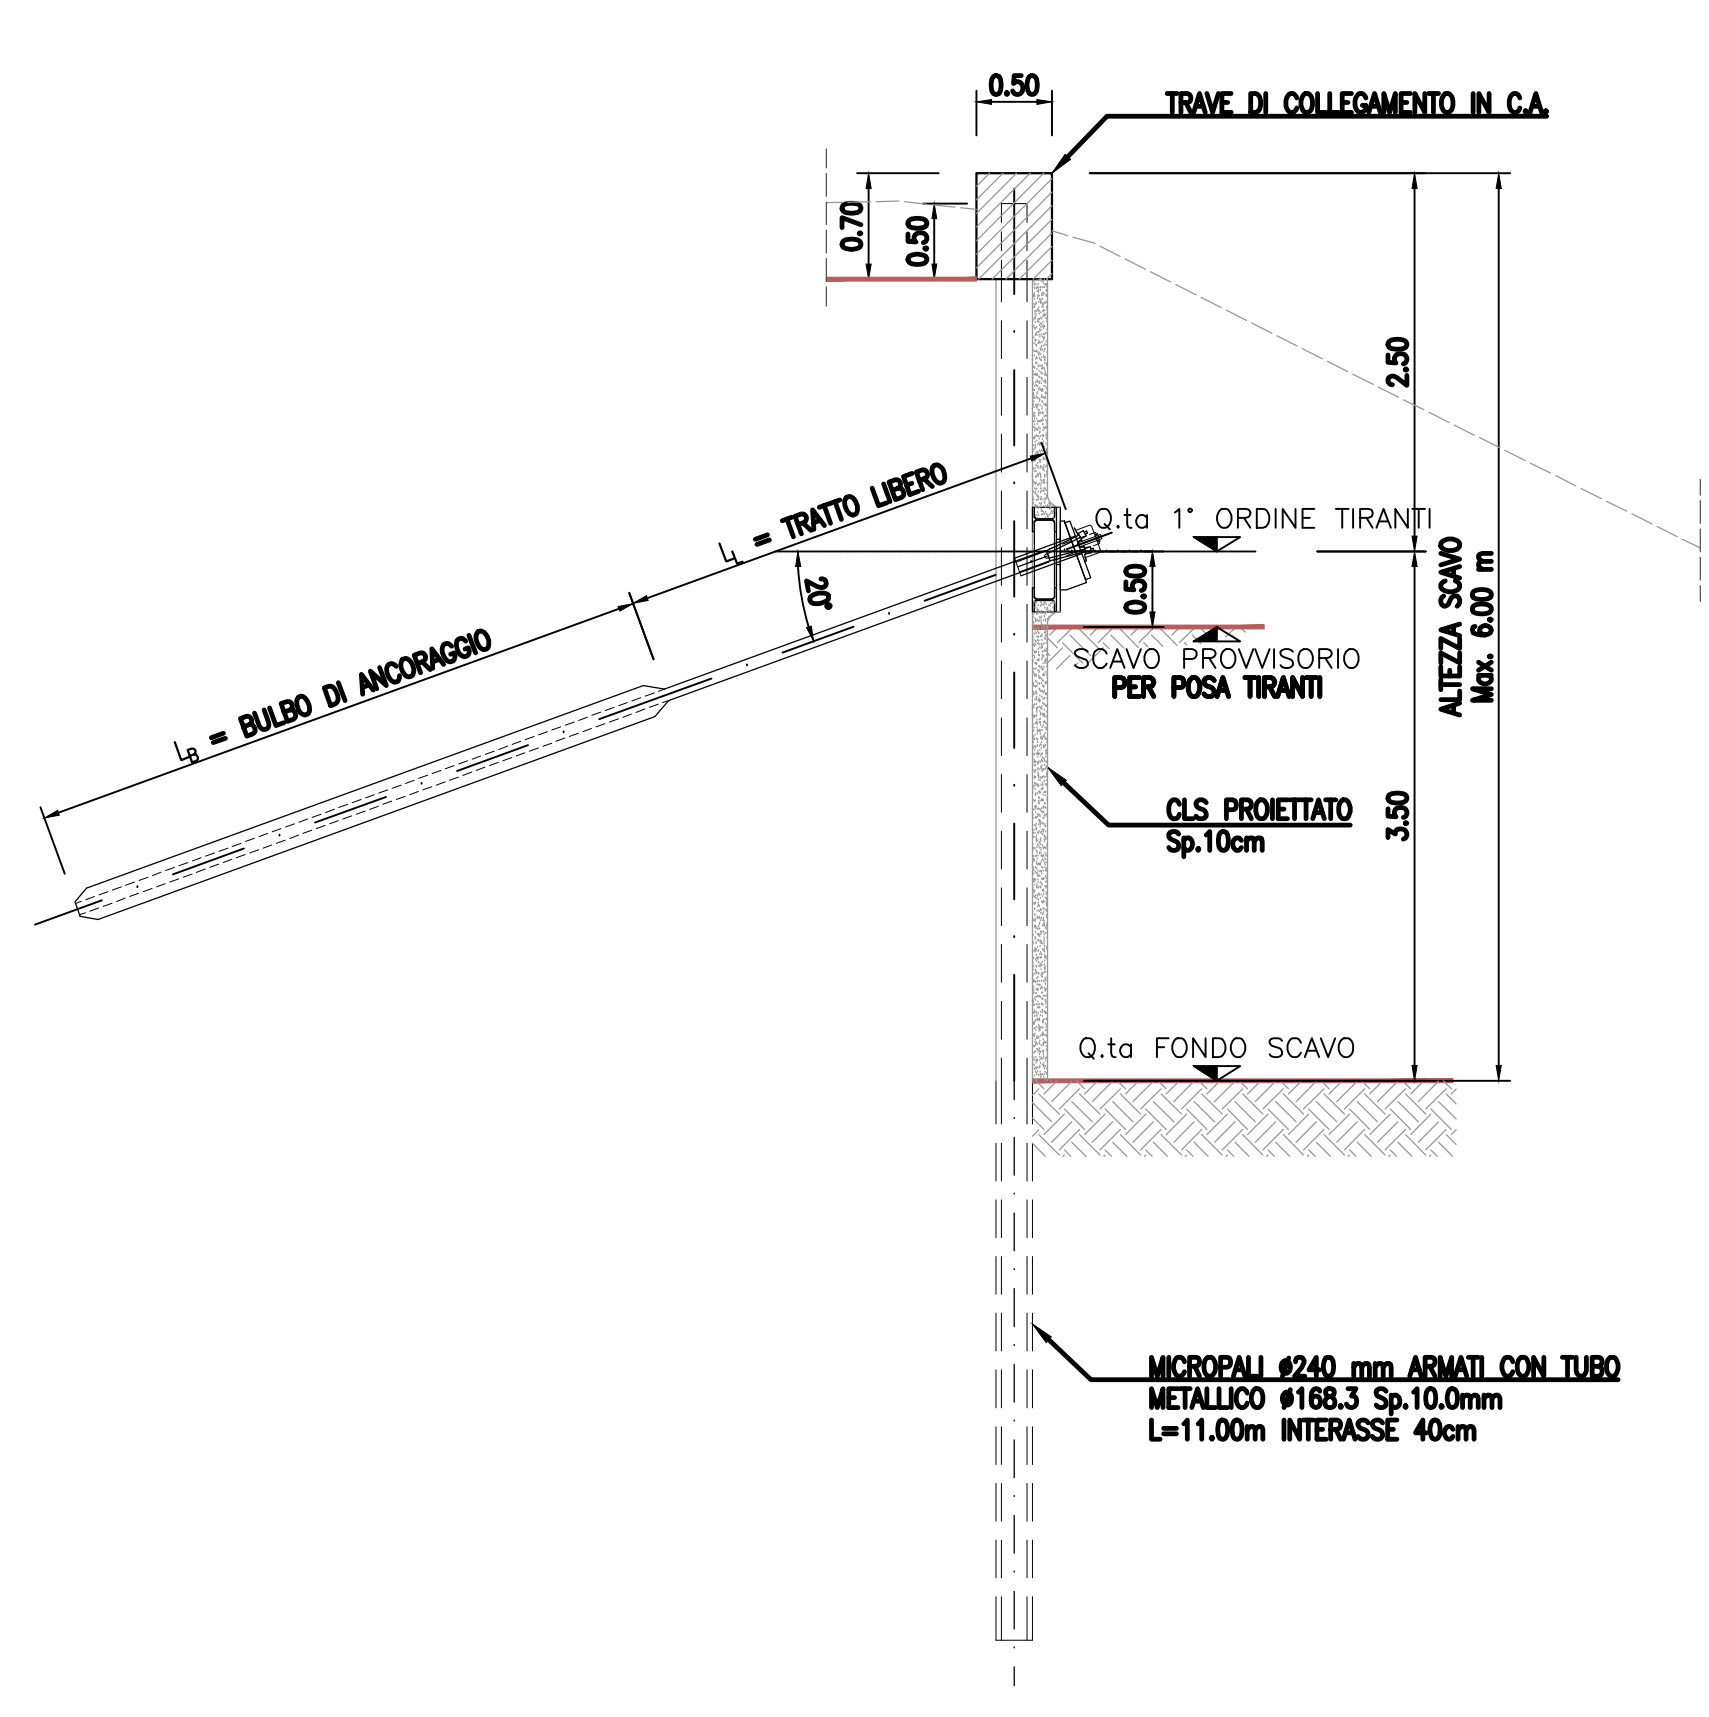 0.50
TRAVE DI COLLEGAMENTO IN C.A.
0.70
0.50
2.50
L_L = TRATTO LIBERO
Q.ta 1° ORDINE TIRANTI
20°
0.50
ALTEZZA SCAVO
Max. 6.00 m
L_B = BULBO DI ANCORAGGIO
SCAVO PROVVISORIO
PER POSA TIRANTI
CLS PROIETTATO
Sp.10cm
3.50
Q.ta FONDO SCAVO
MICROPALI ø240 mm ARMATI CON TUBO
METALLICO ø168.3 Sp.10.0mm
L=11.00m INTERASSE 40cm